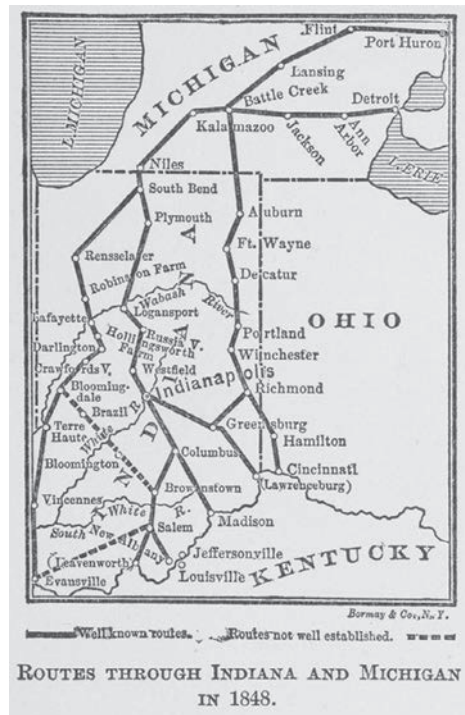 Flint
Port Huron
MICHIGAN
L.MICHIGAN
Lansing
Battle Creek
Detroit
Kalamazoo
Jackson
Ann
Arbor
L.ERIE
Niles
South Bend
Plymouth
Auburn
Ft. Wayne
Rensselaer
Decatur
Robinson Farm
Wabash
River
Logansport
OHIO
Lafayette
Russia V.
Portland
Hollingsworth
Farm
Darlington
Winchester
Crawfords V.
Westfield
Indianapolis
Richmond
Blooming-
dale
INDIANA
Brazil
White
R.
Greensburg
Terre
Haute
Hamilton
Columbus
Bloomington
Cincinnati
(Lawrenceburg)
Brownstown
Vincennes
White
R.
Madison
Salem
South
New Albany
Jeffersonville
(Leavenworth)
Louisville
KENTUCKY
Evansville
Bormay & Co., N.Y.
Well known routes.
Routes not well established.
ROUTES THROUGH INDIANA AND MICHIGAN
IN 1848.